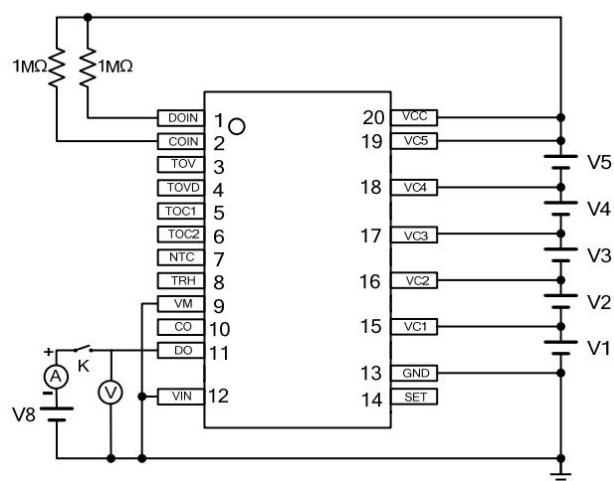 1MΩ
1MΩ
DOIN 1
COIN 2
TOV 3
TOVD 4
TOC1 5
TOC2 6
NTC 7
TRH 8
VM 9
CO 10
DO 11
VIN 12
20 VCC
19 VC5
18 VC4
17 VC3
16 VC2
15 VC1
13 GND
14 SET
V5
V4
V3
V2
V1
+
K
A
-
V8
V